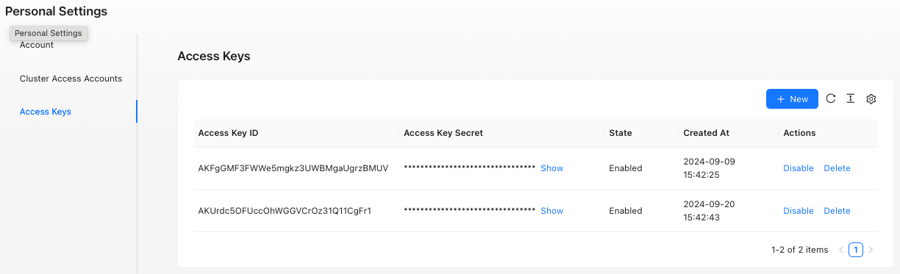 Personal Settings
Personal Settings
Account
Cluster Access Accounts
Access Keys
Access Keys
+ New
Access Key ID Access Key Secret State Created At Actions
AKFgGMF3FWWe5mgkz3UWBMgaUgrzBMUV ******************************** Show Enabled 2024-09-09 15:42:25 Disable Delete
AKUrdc5OFUccOhWGGVCrOz31Q11CgFr1 ******************************** Show Enabled 2024-09-20 15:42:43 Disable Delete
1-2 of 2 items < 1 >